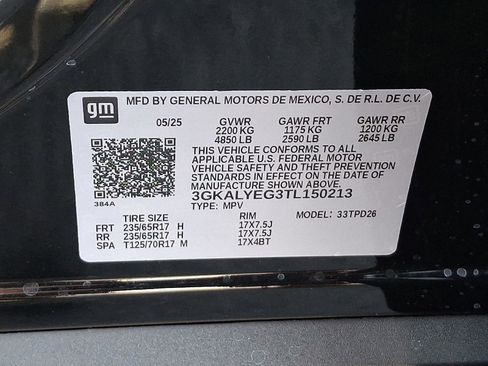 gm
MFD BY GENERAL MOTORS DE MEXICO, S. DE R.L. DE C.V.
05/25 GVWR GAWR FRT GAWR RR
2200 KG 1175 KG 1200 KG
4850 LB 2590 LB 2645 LB
THIS VEHICLE CONFORMS TO ALL
APPLICABLE U.S. FEDERAL MOTOR
VEHICLE SAFETY AND THEFT PREVENTION
STANDARDS IN EFFECT ON THE DATE OF
MANUFACTURE SHOWN ABOVE.
384A
3GKALYEG3TL150213
TYPE: MPV
TIRE SIZE RIM MODEL: 33TPD26
FRT 235/65R17 H 17X7.5J
RR 235/65R17 H 17X7.5J
SPA T125/70R17 M 17X4BT